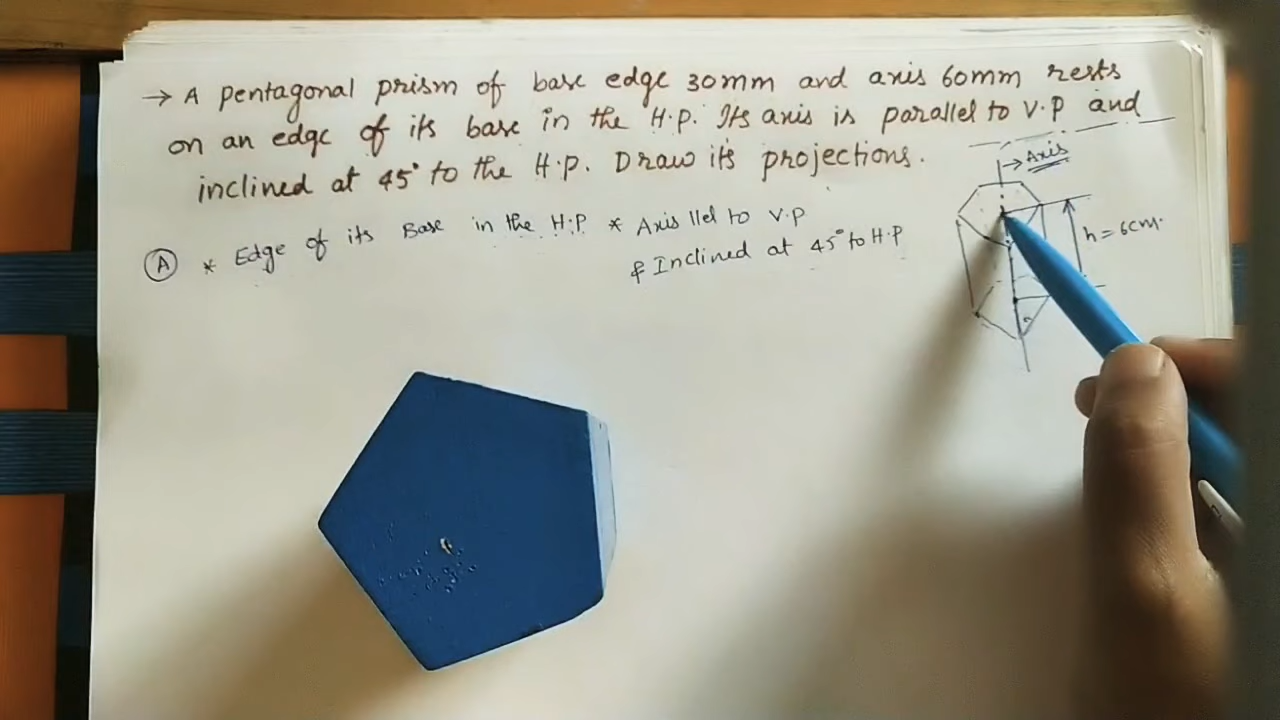 → A pentagonal prism of base edge 30mm and axis 60mm rests
on an edge of its base in the H.P. Its axis is parallel to V.P and
inclined at 45° to the H.P. Draw its projections.
→ Axis
Ⓐ * Edge of its Base in the H.P * Axis llel to V.P
& Inclined at 45° to H.P
h = 6cm.